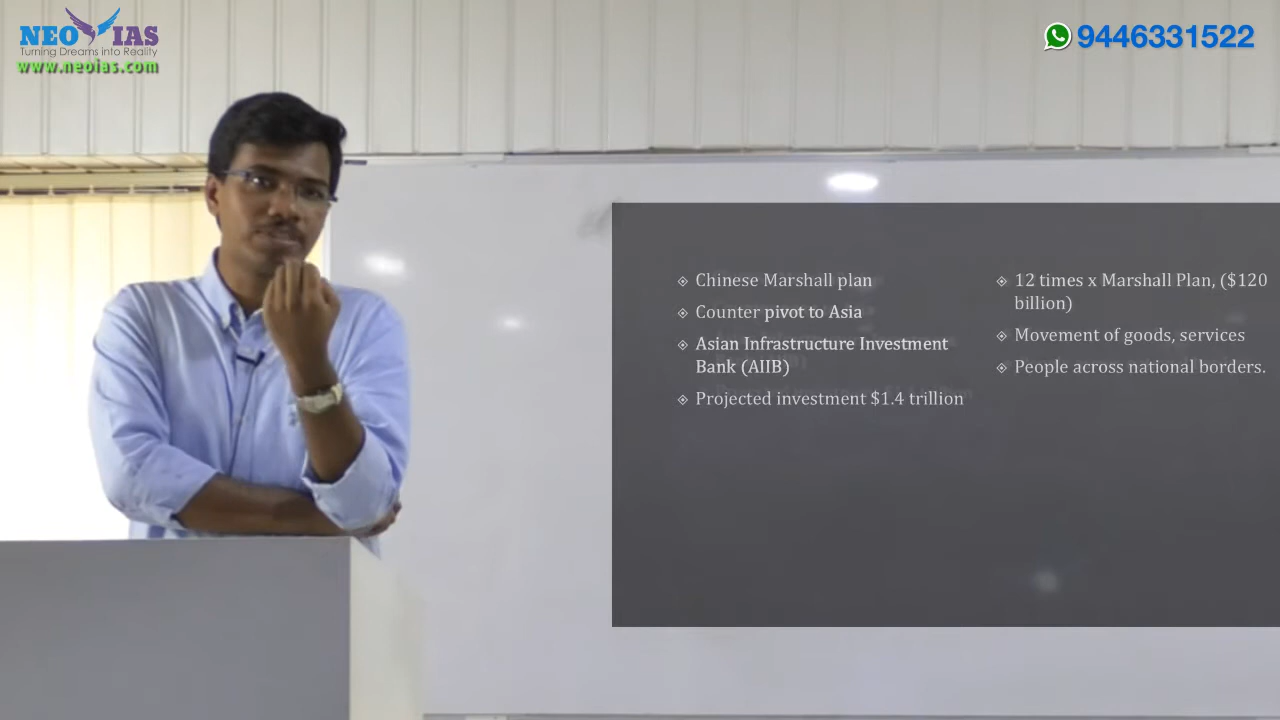 NEO IAS
Turning Dreams into Reality
www.neoias.com
9446331522
Chinese Marshall plan
Counter pivot to Asia
Asian Infrastructure Investment
Bank (AIIB)
Projected investment $1.4 trillion
12 times x Marshall Plan, ($120
billion)
Movement of goods, services
People across national borders.